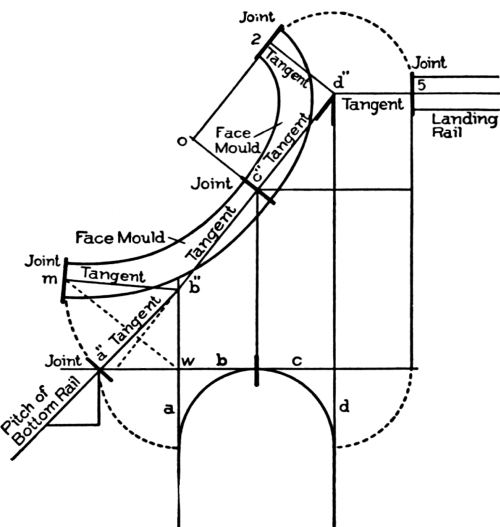 Joint
2
Tangent
d"
Joint
5
Tangent
Landing
Rail
o
Face
Mould
Tangent
Joint
c"
Face Mould
Tangent
Joint
m
Tangent
b"
Tangent
a"
Joint
w
b
c
a
d
Pitch of
Bottom Rail